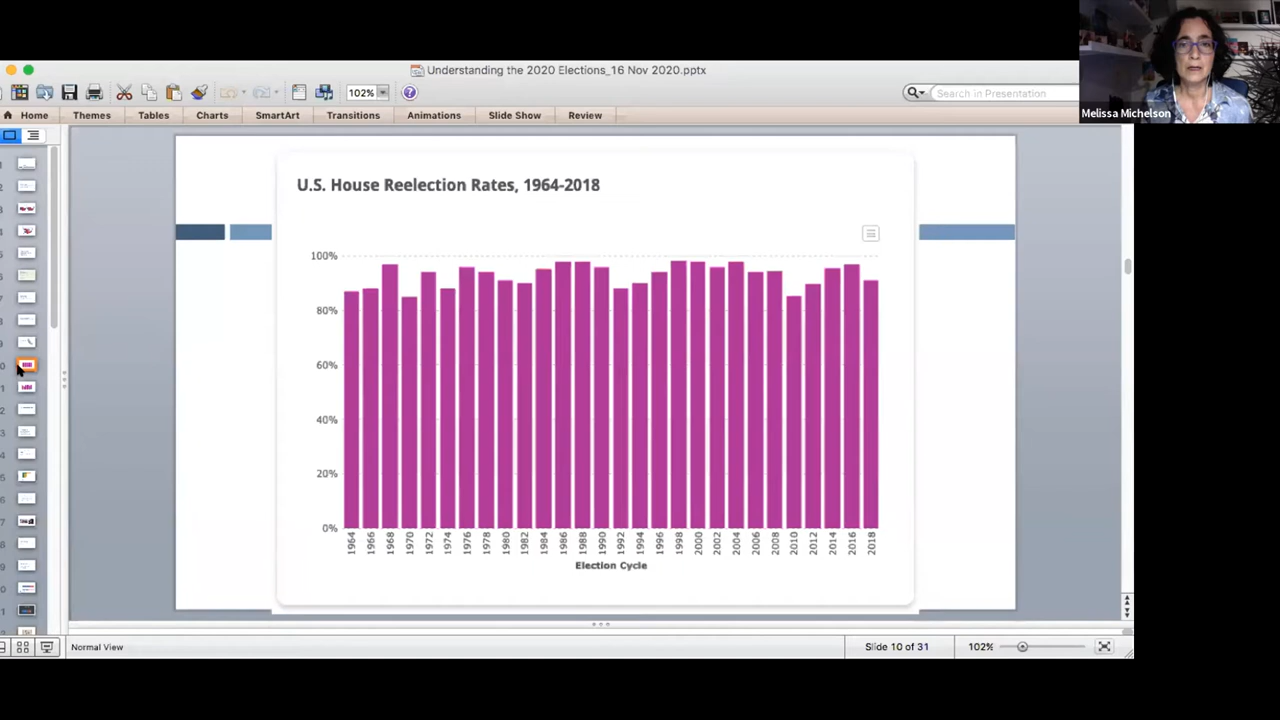 Understanding the 2020 Elections_16 Nov 2020.pptx
102%
Search in Presentation
Melissa Michelson
Home Themes Tables Charts SmartArt Transitions Animations Slide Show Review
U.S. House Reelection Rates, 1964-2018
100%
80%
60%
40%
20%
0%
1964 1966 1968 1970 1972 1974 1976 1978 1980 1982 1984 1986 1988 1990 1992 1994 1996 1998 2000 2002 2004 2006 2008 2010 2012 2014 2016 2018
Election Cycle
Normal View
Slide 10 of 31
102%